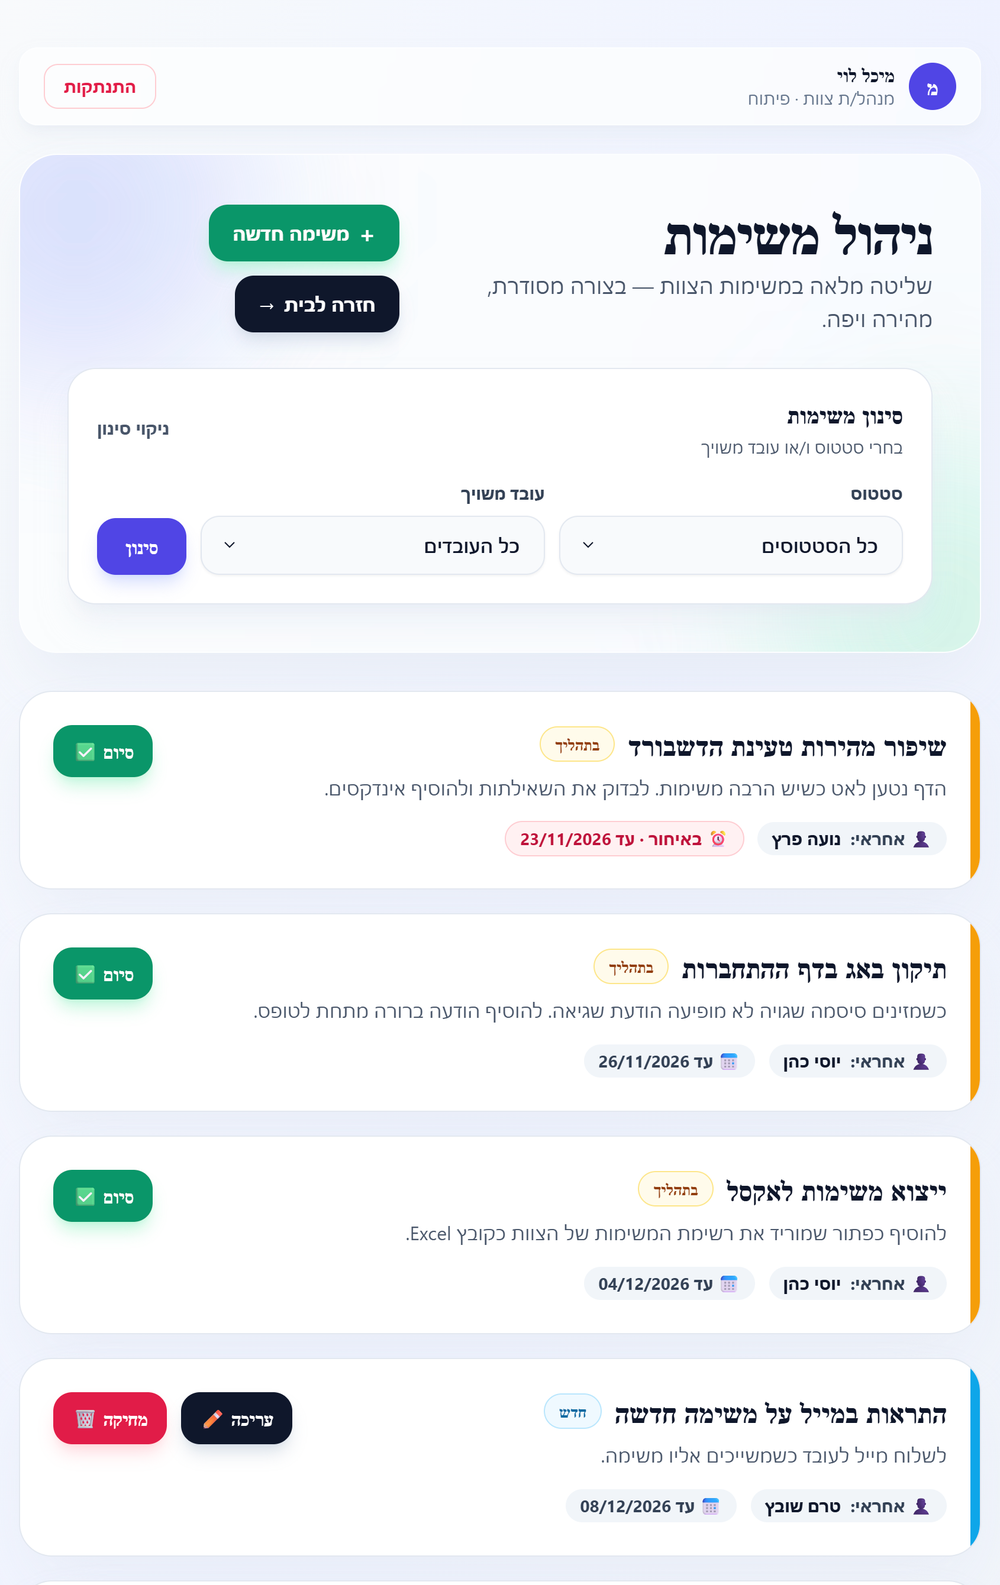 מ
מיכל לוי
מנהל/ת צוות · פיתוח
התנתקות
ניהול משימות
שליטה מלאה במשימות הצוות — בצורה מסודרת,
מהירה ויפה.
+ משימה חדשה
חזרה לבית →
סינון משימות
בחרי סטטוס ו/או עובד משויך
ניקוי סינון
סטטוס
עובד משויך
כל הסטטוסים
כל העובדים
סינון
שיפור מהירות טעינת הדשבורד
בתהליך
סיום ✅
הדף נטען לאט כשיש הרבה משימות. לבדוק את השאילתות ולהוסיף אינדקסים.
👤 אחראי: נועה פרץ
⏰ באיחור · עד 23/11/2026
תיקון באג בדף ההתחברות
בתהליך
סיום ✅
כשמזינים סיסמה שגויה לא מופיעה הודעת שגיאה. להוסיף הודעה ברורה מתחת לטופס.
👤 אחראי: יוסי כהן
📅 עד 26/11/2026
ייצוא משימות לאקסל
בתהליך
סיום ✅
להוסיף כפתור שמוריד את רשימת המשימות של הצוות כקובץ Excel.
👤 אחראי: יוסי כהן
📅 עד 04/12/2026
התראות במייל על משימה חדשה
חדש
עריכה ✏️
מחיקה 🗑️
לשלוח מייל לעובד כשמשייכים אליו משימה.
👤 אחראי: טרם שובץ
📅 עד 08/12/2026